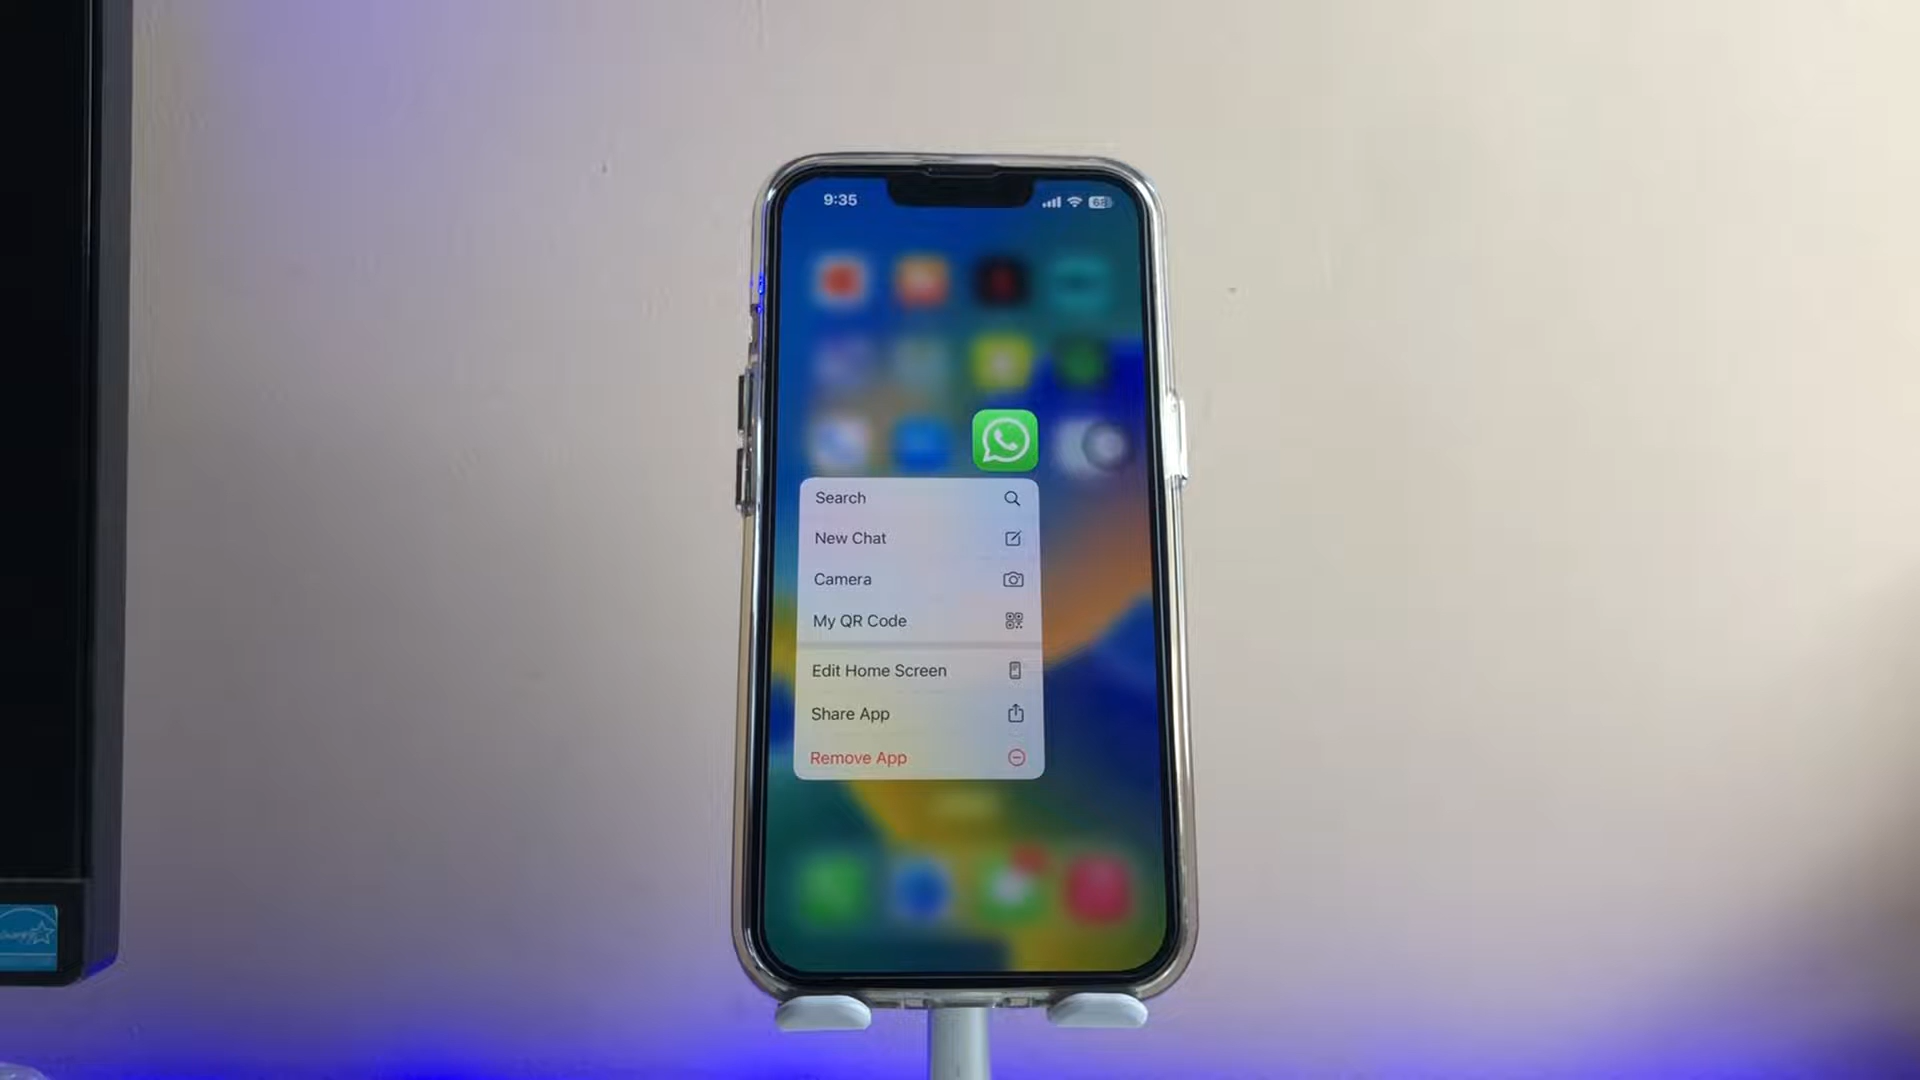 9:35
Search
New Chat
Camera
My QR Code
Edit Home Screen
Share App
Remove App